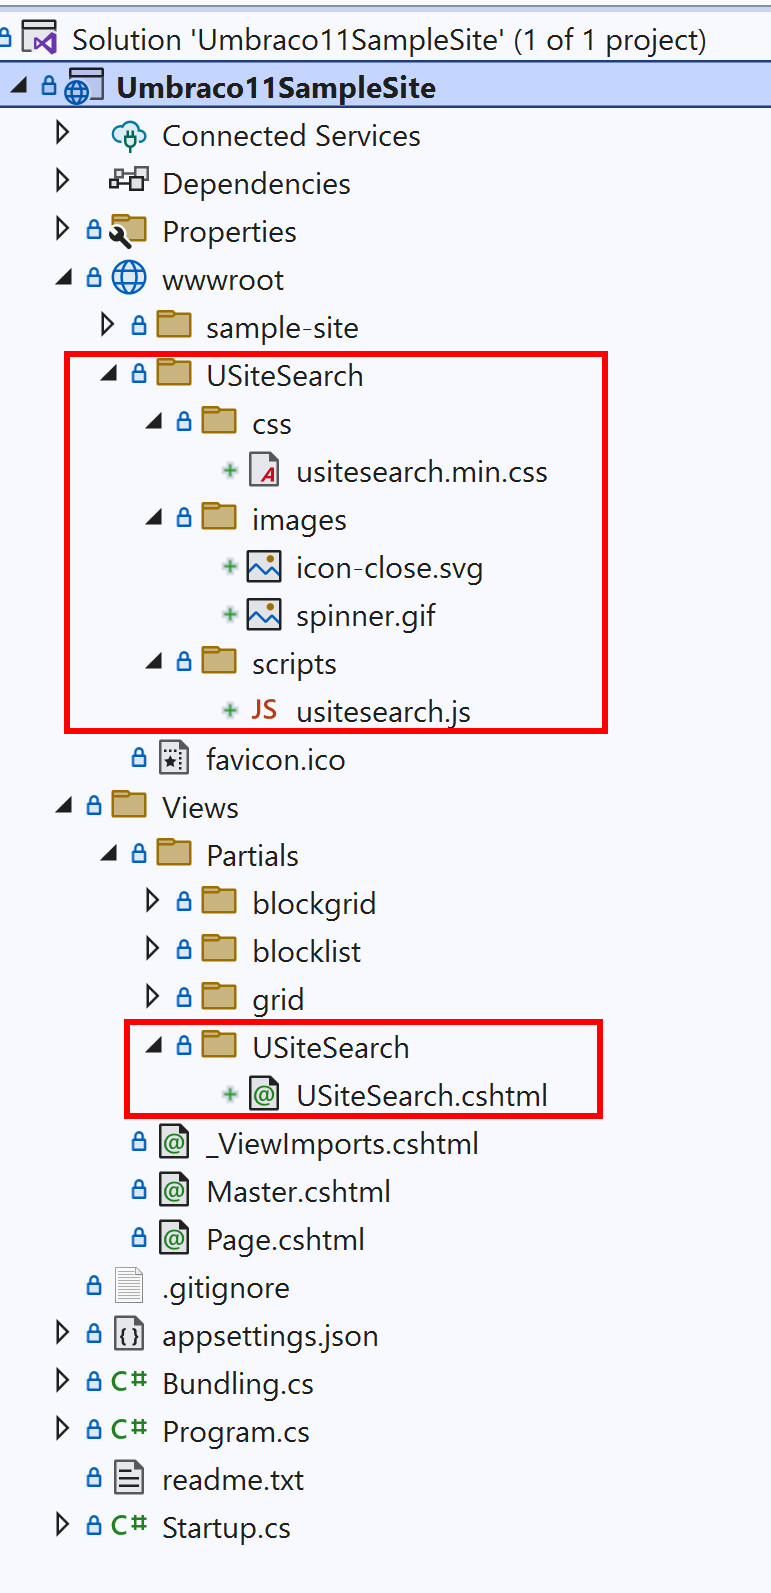 Solution 'Umbraco11SampleSite' (1 of 1 project)
Umbraco11SampleSite
Connected Services
Dependencies
Properties
wwwroot
sample-site
USiteSearch
css
usitesearch.min.css
images
icon-close.svg
spinner.gif
scripts
JS usitesearch.js
favicon.ico
Views
Partials
blockgrid
blocklist
grid
USiteSearch
@ USiteSearch.cshtml
@ _ViewImports.cshtml
@ Master.cshtml
@ Page.cshtml
.gitignore
{} appsettings.json
C# Bundling.cs
C# Program.cs
readme.txt
C# Startup.cs